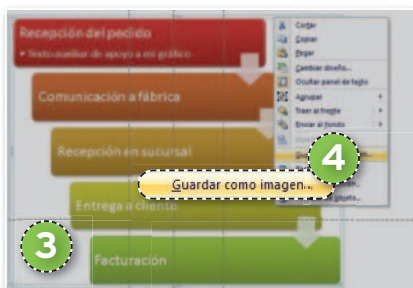 Recepción del pedido
• Texto auxiliar de apoyo a mi gráfico
Comunicación a fábrica
Recepción en sucursal
Entrega a cliente
Facturación
3
Cortar
Copiar
Pegar
Cambiar diseño...
Ocultar panel de texto
Agrupar
Traer al frente
Enviar al fondo
4
Guardar como imagen...